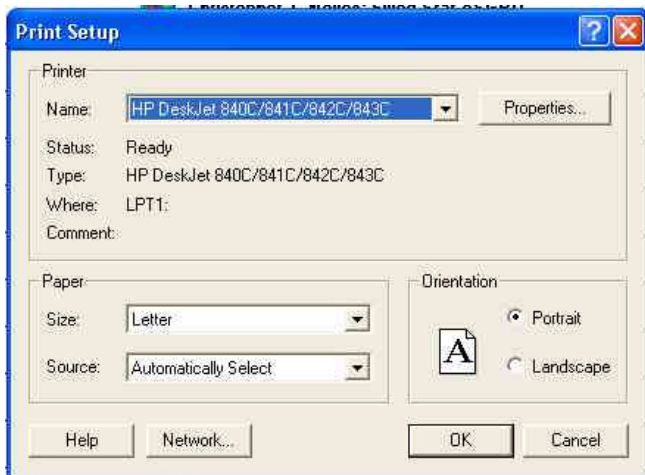 Print Setup
Printer
Name: HP DeskJet 840C/841C/842C/843C Properties...
Status: Ready
Type: HP DeskJet 840C/841C/842C/843C
Where: LPT1:
Comment:
Paper
Size: Letter
Source: Automatically Select
Orientation
A
Portrait
Landscape
Help Network... OK Cancel